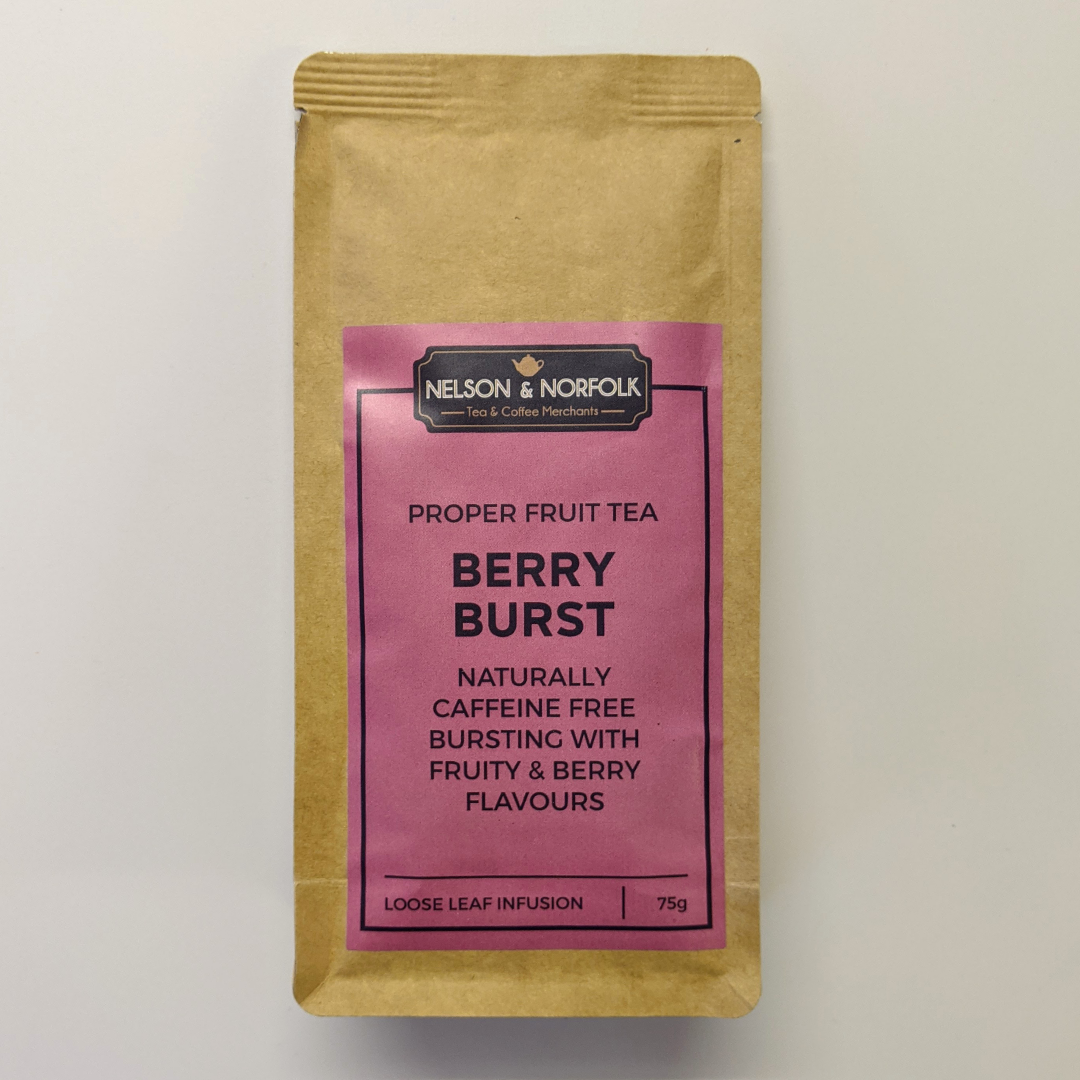 NELSON & NORFOLK
Tea & Coffee Merchants
PROPER FRUIT TEA
BERRY
BURST
NATURALLY
CAFFEINE FREE
BURSTING WITH
FRUITY & BERRY
FLAVOURS
LOOSE LEAF INFUSION | 75g